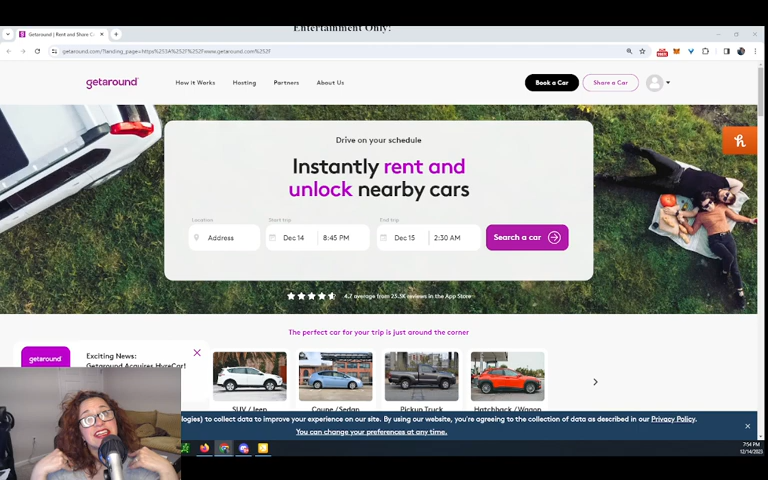 Entertainment Only!
Getaround | Rent and Share C
getaround.com/?landing_page=https%253A%252F%252Fwww.getaround.com%252F
getaround
How it Works
Hosting
Partners
About Us
Book a Car
Share a Car
Drive on your schedule
Instantly rent and
unlock nearby cars
Location
Start trip
End trip
Address
Dec 14
8:45 PM
Dec 15
2:30 AM
Search a car
4.7 average from 23.5K reviews in the App Store
The perfect car for your trip is just around the corner
getaround
Exciting News:
Getaround Acquires HyreCar!
SUV / Jeep
Coupe / Sedan
Pickup Truck
Hatchback / Wagon
logies) to collect data to improve your experience on our site. By using our website, you're agreeing to the collection of data as described in our Privacy Policy.
You can change your preferences at any time.
7:54 PM
12/14/2023